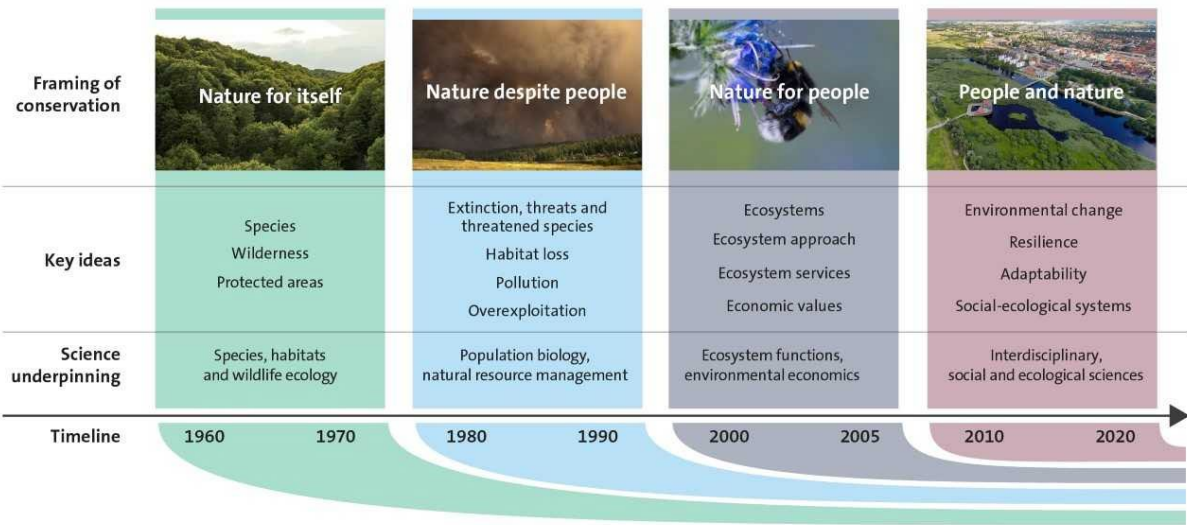 Framing of
conservation
Nature for itself
Nature despite people
Nature for people
People and nature
Key ideas
Species
Wilderness
Protected areas
Extinction, threats and
threatened species
Habitat loss
Pollution
Overexploitation
Ecosystems
Ecosystem approach
Ecosystem services
Economic values
Environmental change
Resilience
Adaptability
Social-ecological systems
Science
underpinning
Species, habitats
and wildlife ecology
Population biology,
natural resource management
Ecosystem functions,
environmental economics
Interdisciplinary,
social and ecological sciences
Timeline
1960 1970 1980 1990 2000 2005 2010 2020